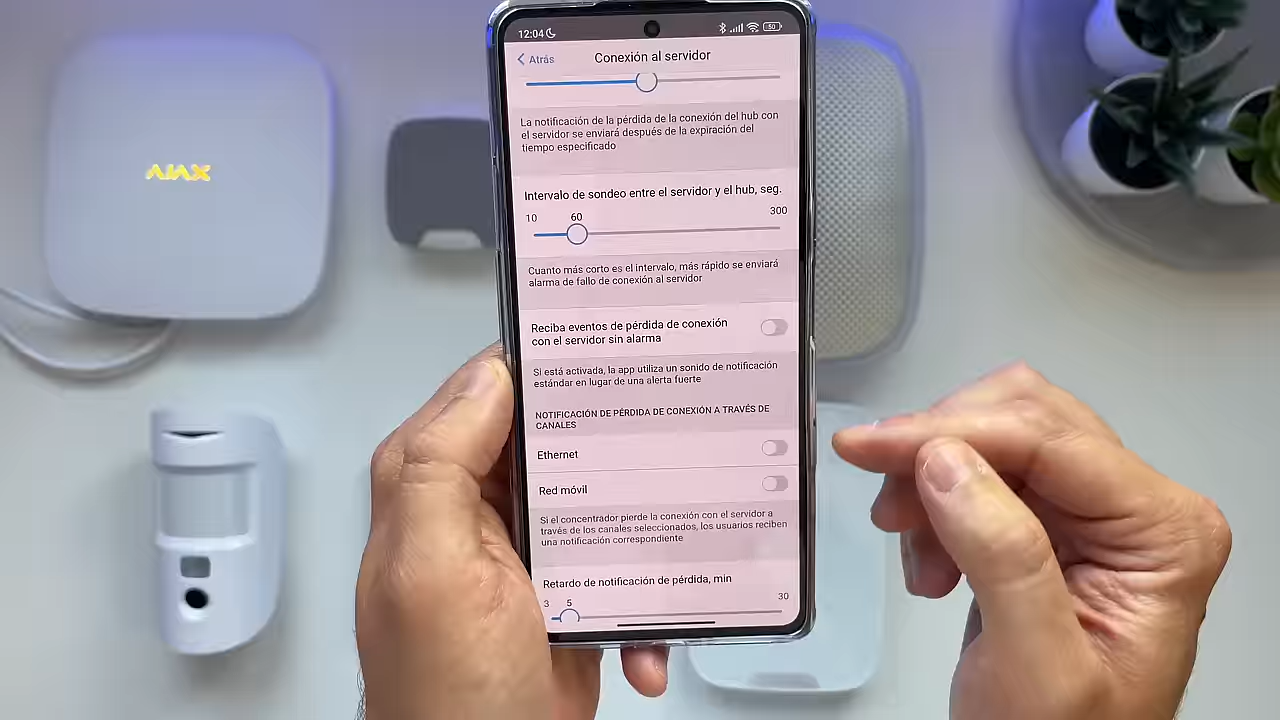 12:04
50
Atrás
Conexión al servidor
La notificación de la pérdida de la conexión del hub con
el servidor se enviará después de la expiración del
tiempo especificado
Intervalo de sondeo entre el servidor y el hub, seg.
10 60 300
Cuanto más corto es el intervalo, más rápido se enviará
alarma de fallo de conexión al servidor
Reciba eventos de pérdida de conexión
con el servidor sin alarma
Si está activada, la app utiliza un sonido de notificación
estándar en lugar de una alerta fuerte
NOTIFICACIÓN DE PÉRDIDA DE CONEXIÓN A TRAVÉS DE
CANALES
Ethernet
Red móvil
Si el concentrador pierde la conexión con el servidor a
través de los canales seleccionados, los usuarios reciben
una notificación correspondiente
Retardo de notificación de pérdida, min
3 5 30
AJAX